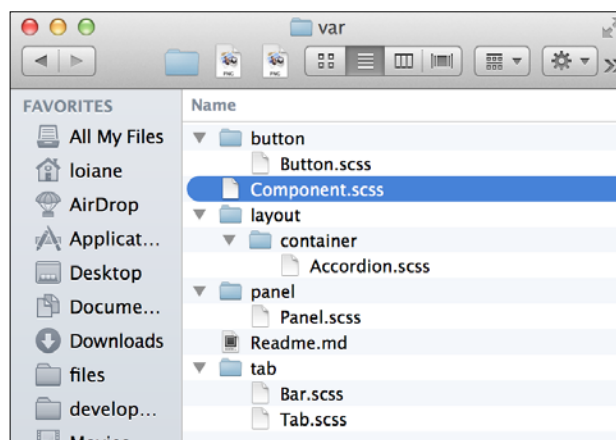 var
FAVORITES
All My Files
loiane
AirDrop
Applicat...
Desktop
Docume...
Downloads
files
develop...
Name
button
Button.scss
Component.scss
layout
container
Accordion.scss
panel
Panel.scss
Readme.md
tab
Bar.scss
Tab.scss